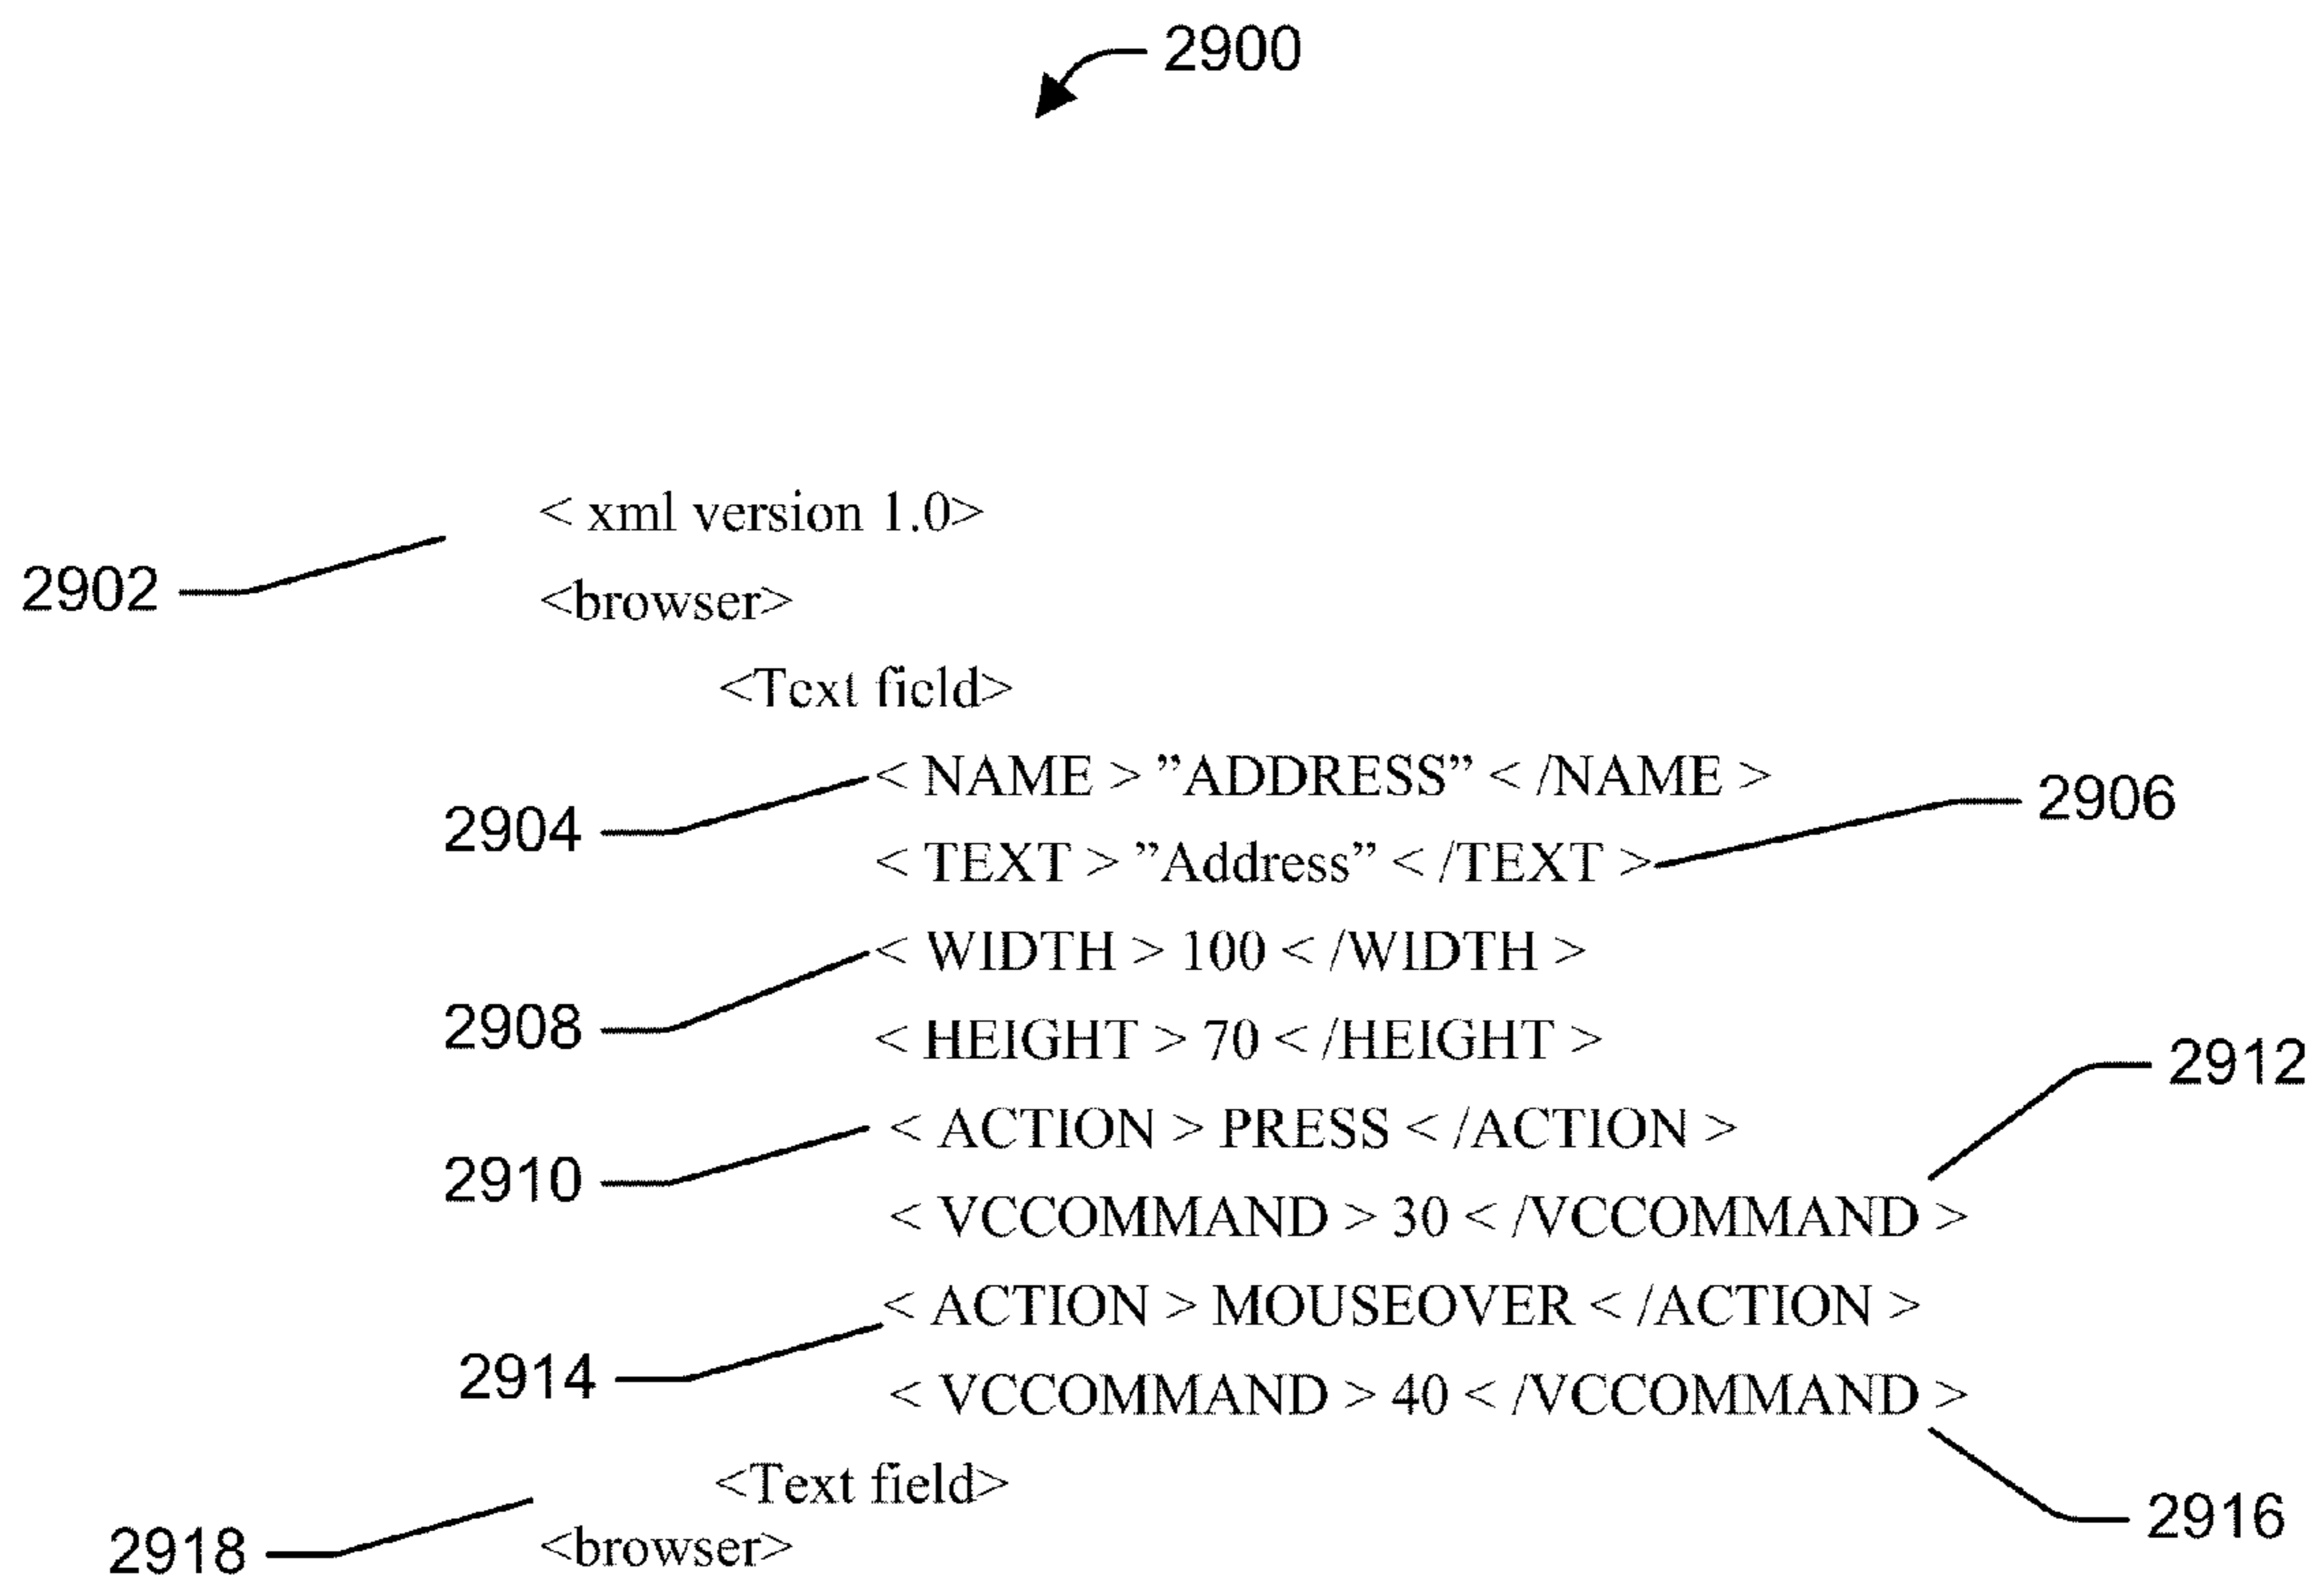 2900
< xml version 1.0>
2902
<browser>
<Text field>
< NAME > ”ADDRESS” < /NAME >
2904
2906
< TEXT > ”Address” < /TEXT >
< WIDTH > 100 < /WIDTH >
2908
< HEIGHT > 70 < /HEIGHT >
2912
< ACTION > PRESS < /ACTION >
2910
< VCCOMMAND > 30 < /VCCOMMAND >
< ACTION > MOUSEOVER < /ACTION >
2914
< VCCOMMAND > 40 < /VCCOMMAND >
<Text field>
2916
2918
<browser>